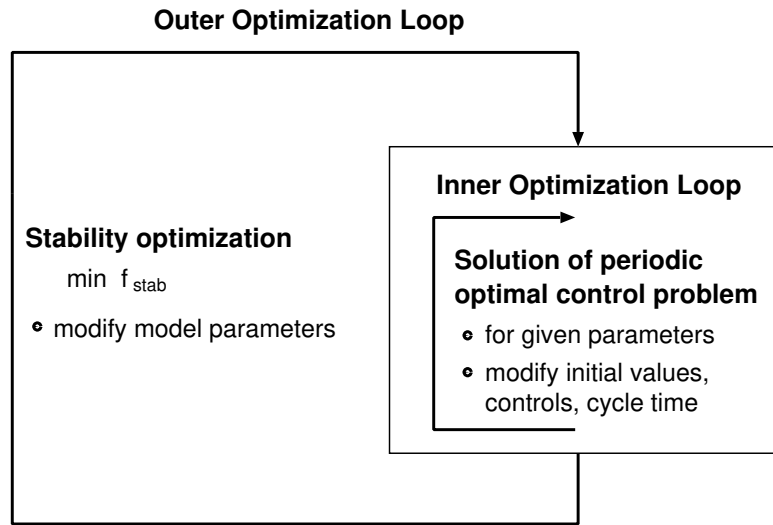 Outer Optimization Loop
Inner Optimization Loop
Stability optimization
min f stab
modify model parameters
Solution of periodic
optimal control problem
for given parameters
modify initial values,
controls, cycle time